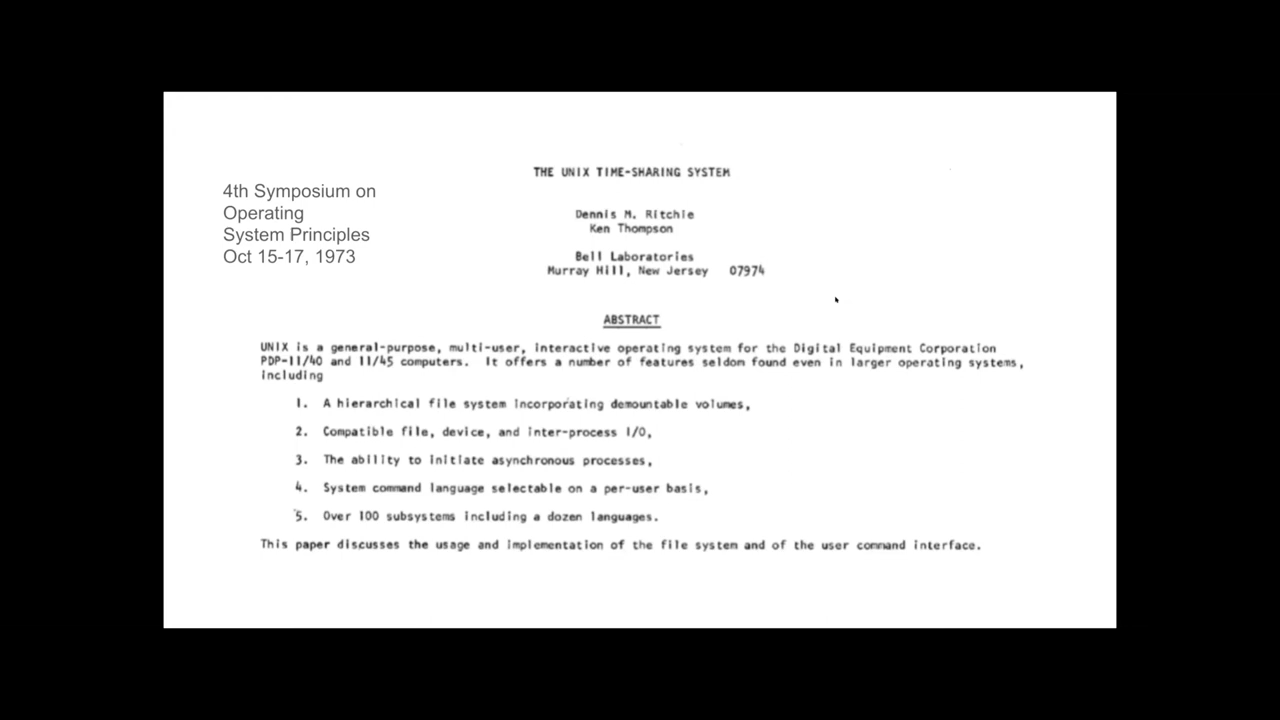 THE UNIX TIME-SHARING SYSTEM
4th Symposium on
Operating
System Principles
Oct 15-17, 1973
Dennis M. Ritchie
Ken Thompson
Bell Laboratories
Murray Hill, New Jersey 07974
ABSTRACT
UNIX is a general-purpose, multi-user, interactive operating system for the Digital Equipment Corporation
PDP-11/40 and 11/45 computers. It offers a number of features seldom found even in larger operating systems,
including
1. A hierarchical file system incorporating demountable volumes,
2. Compatible file, device, and inter-process I/O,
3. The ability to initiate asynchronous processes,
4. System command language selectable on a per-user basis,
5. Over 100 subsystems including a dozen languages.
This paper discusses the usage and implementation of the file system and of the user command interface.